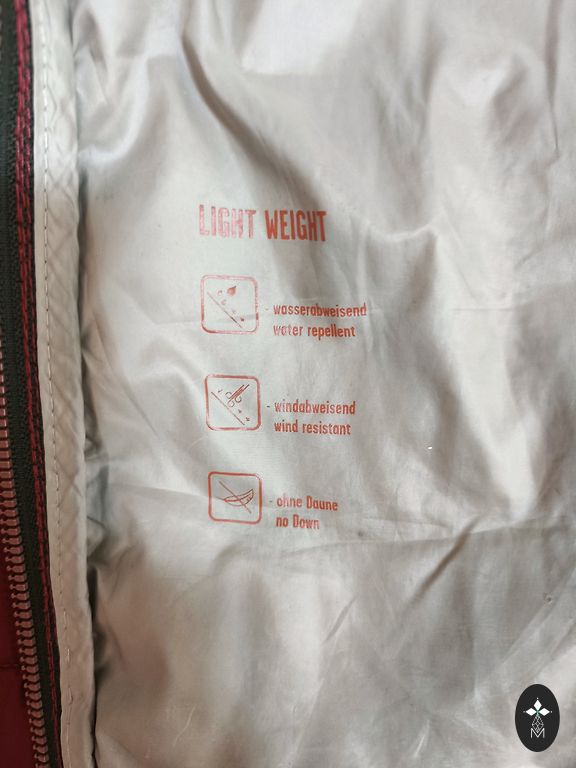 LIGHT WEIGHT
- wasserabweisend
water repellent
- windabweisend
wind resistant
- ohne Daune
no Down
M